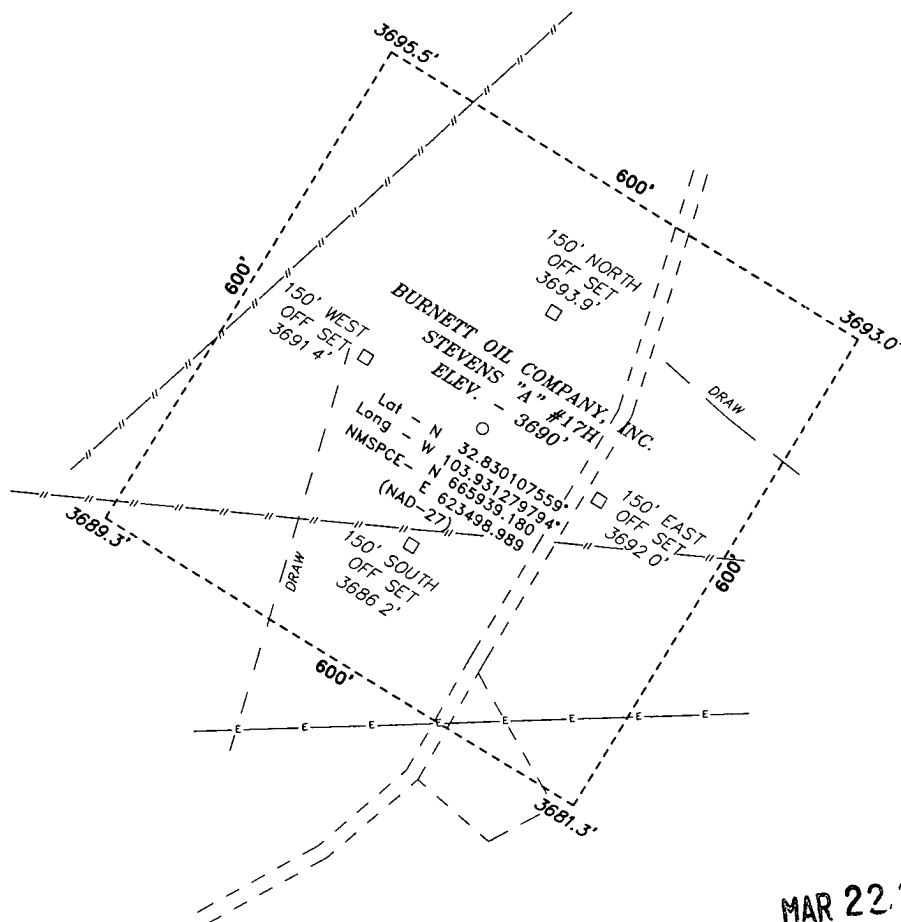 3695.5'
600'
150' NORTH
OFF SET
3693.9'
600'
150' WEST
OFF SET
3691 4'
3693.0'
BURNETT OIL COMPANY, INC.
STEVENS "A" #17H
ELEV. - 3690'
DRAW
Lat - N 32.830107559°
Long - W 103.931279794°
NMSPCE- N 665939.180
E 623498.989
(NAD-27)
150' EAST
OFF SET
3692 0'
3689.3'
150' SOUTH
OFF SET
3686 2'
DRAW
600'
600'
E E E E E E E E
3681.3'
MAR 22